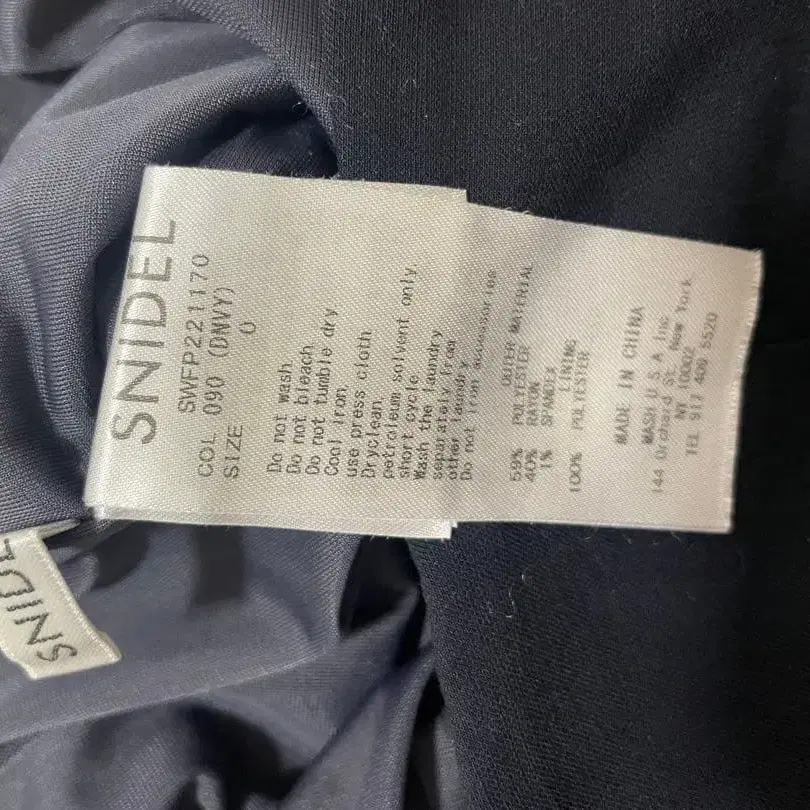 SNIDEL
SWFP221170
COL 090 (DNVY)
SIZE 0
Do not wash
Do not bleach
Do not tumble dry
Cool iron.
use press cloth
Dryclean.
petroleum solvent only.
short cycle
Wash the laundry
separately from
other laundry
Do not iron accessories
OUTER MATERIAL
59% POLYESTER
40% RAYON
1% SPANDEX
LINING
100% POLYESTER
MADE IN CHINA
MASH U S A Inc
144 Orchard St. New York
NY 10002
TEL 917 409 5520
SNIDEL